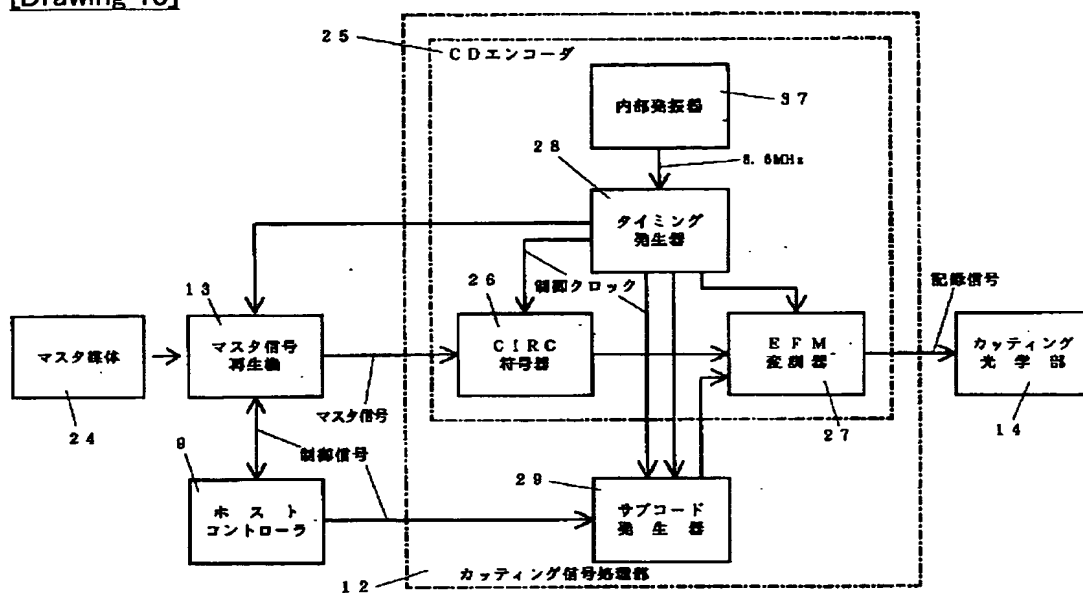 [Drawing 10]
25
CDエンコーダ
内部発振器
37
28
8.6MHz
タイミング
発生器
13
26
制御クロック
記録信号
マスタ媒体
マスタ信号
再生機
CIRC
符号器
EFM
変調器
カッティング
光学部
マスタ信号
24
9
制御信号
27
14
29
ホスト
コントローラ
サブコード
発生器
12
カッティング信号処理部